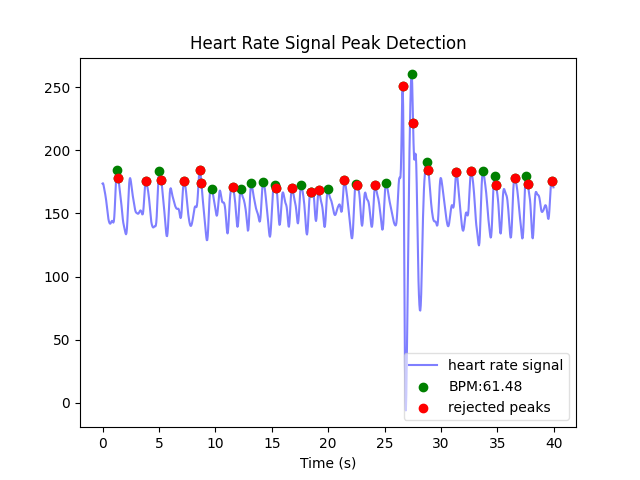 Heart Rate Signal Peak Detection
250
200
150
100
50
0
heart rate signal
BPM:61.48
rejected peaks
0 5 10 15 20 25 30 35 40
Time (s)